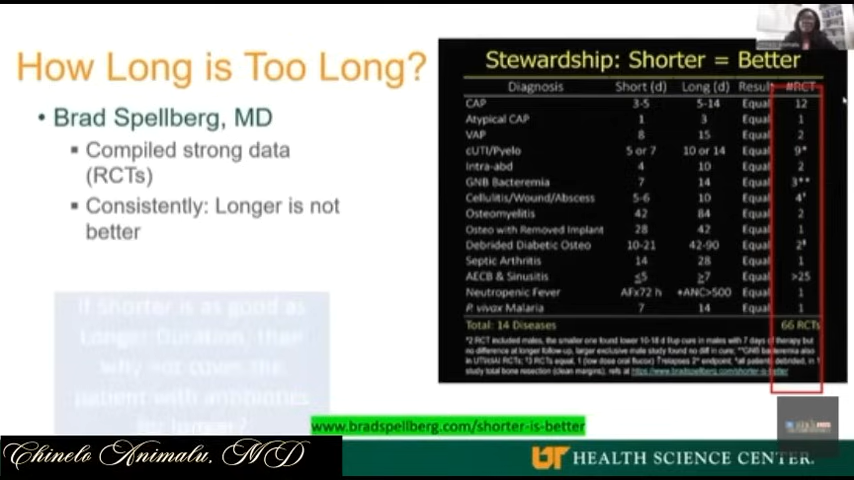 How Long is Too Long?
• Brad Spellberg, MD
▪ Compiled strong data
(RCTs)
▪ Consistently: Longer is not
better
If Shorter is as good as
Longer Duration, then
why not cover the
patient with antibiotics
for longer?
www.bradspellberg.com/shorter-is-better
Stewardship: Shorter = Better
Diagnosis Short (d) Long (d) Result #RCT
CAP 3-5 5-14 Equal 12
Atypical CAP 1 3 Equal 1
VAP 8 15 Equal 2
cUTI/Pyelo 5 or 7 10 or 14 Equal 9*
Intra-abd 4 10 Equal 2
GNB Bacteremia 7 14 Equal 3**
Cellulitis/Wound/Abscess 5-6 10 Equal 4
Osteomyelitis 42 84 Equal 2
Osteo with Removed Implant 28 42 Equal 1
Debrided Diabetic Osteo 10-21 42-90 Equal 2
Septic Arthritis 14 28 Equal 1
AECB & Sinusitis ≤5 ≥7 Equal >25
Neutropenic Fever AFx72 h +ANC>500 Equal 1
P. vivax Malaria 7 14 Equal 1
Total: 14 Diseases 66 RCTs
*2 RCT included males, the smaller one found lower 10-18 d f/up cure in males with 7 days of therapy but
no difference at longer follow-up, larger exclusive male study found no diff in cure; **GNB bacteremia also
in UTI/cIAI RCTs; 3 RCTs equal, 1 (low dose oral flucox) relapses 2° endpoint; all patients debrided, in 1
study total bone resection (clean margins); refs at https://www.bradspellberg.com/shorter-is-better
Chinelo Animalu, MD
UT HEALTH SCIENCE CENTER.